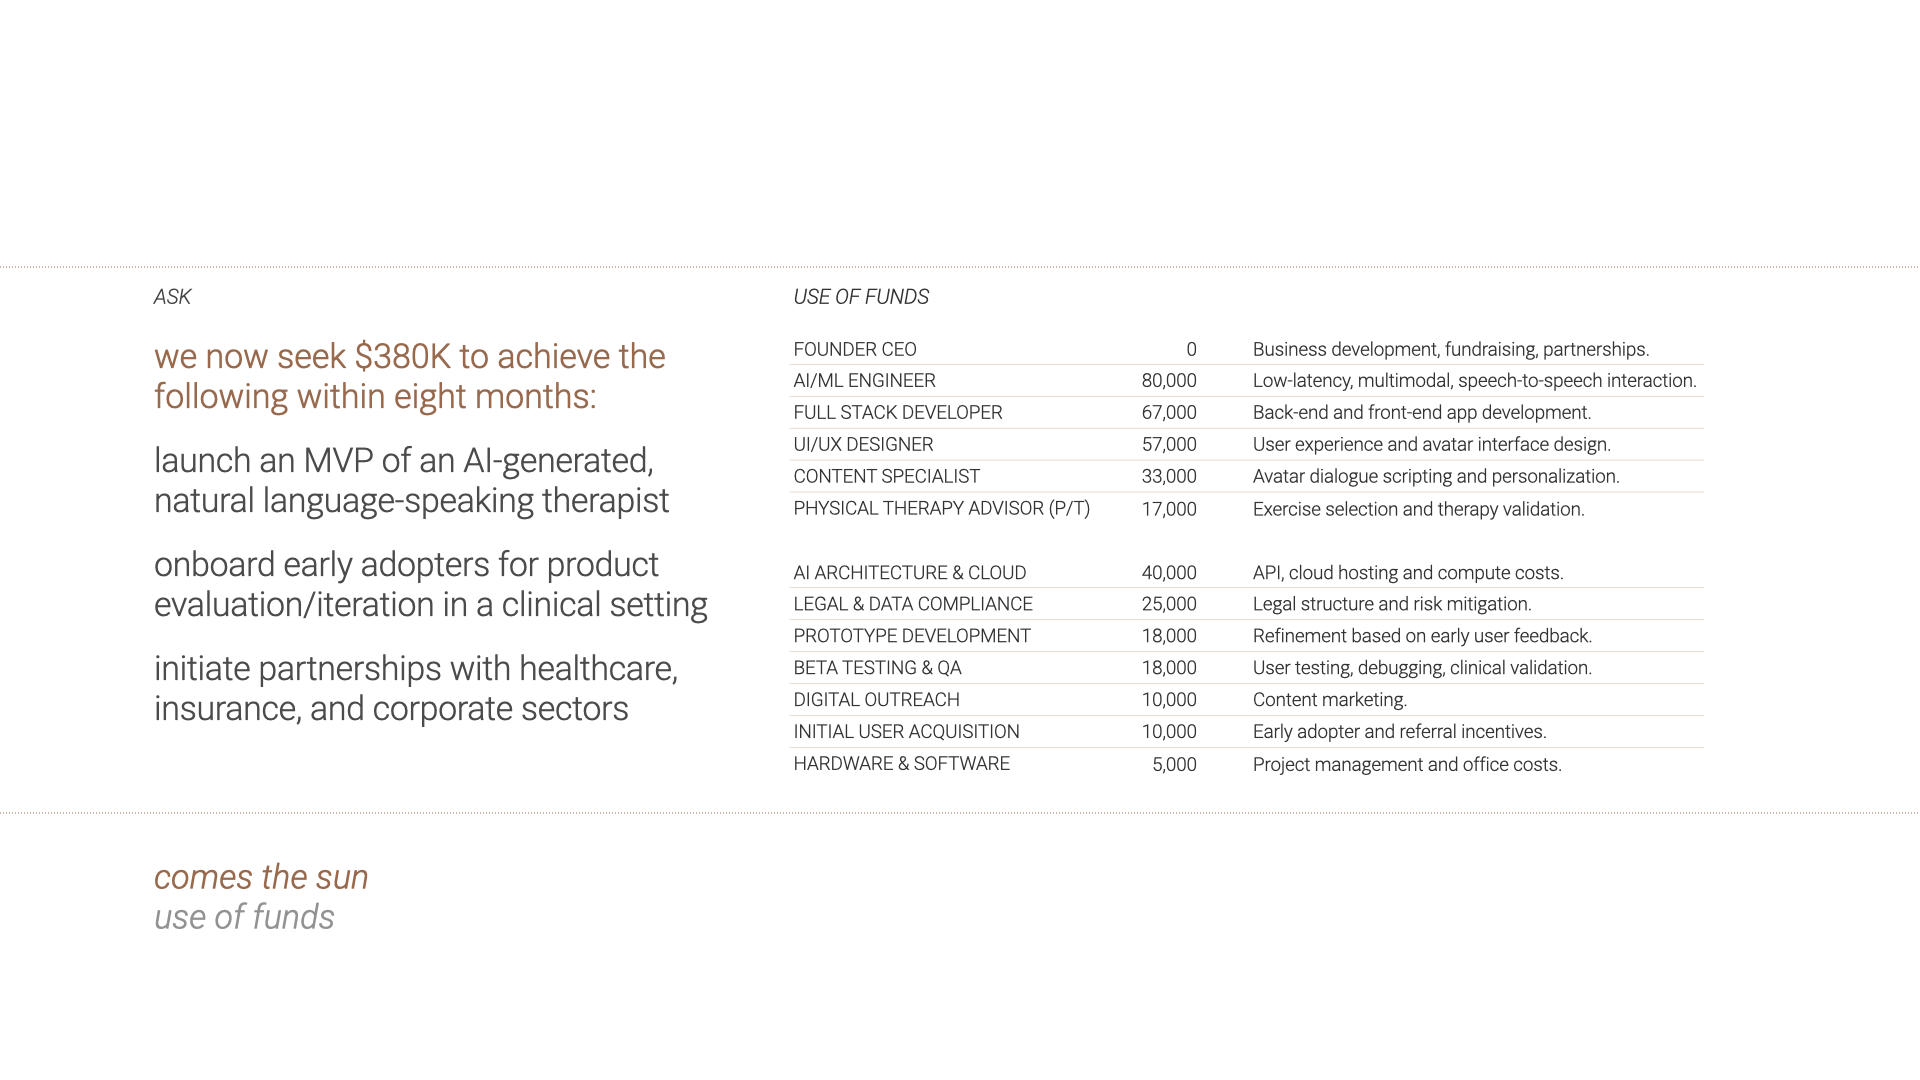 ASK
we now seek $380K to achieve the
following within eight months:
launch an MVP of an AI-generated,
natural language-speaking therapist
onboard early adopters for product
evaluation/iteration in a clinical setting
initiate partnerships with healthcare,
insurance, and corporate sectors
USE OF FUNDS
FOUNDER CEO 0 Business development, fundraising, partnerships.
AI/ML ENGINEER 80,000 Low-latency, multimodal, speech-to-speech interaction.
FULL STACK DEVELOPER 67,000 Back-end and front-end app development.
UI/UX DESIGNER 57,000 User experience and avatar interface design.
CONTENT SPECIALIST 33,000 Avatar dialogue scripting and personalization.
PHYSICAL THERAPY ADVISOR (P/T) 17,000 Exercise selection and therapy validation.
AI ARCHITECTURE & CLOUD 40,000 API, cloud hosting and compute costs.
LEGAL & DATA COMPLIANCE 25,000 Legal structure and risk mitigation.
PROTOTYPE DEVELOPMENT 18,000 Refinement based on early user feedback.
BETA TESTING & QA 18,000 User testing, debugging, clinical validation.
DIGITAL OUTREACH 10,000 Content marketing.
INITIAL USER ACQUISITION 10,000 Early adopter and referral incentives.
HARDWARE & SOFTWARE 5,000 Project management and office costs.
comes the sun
use of funds